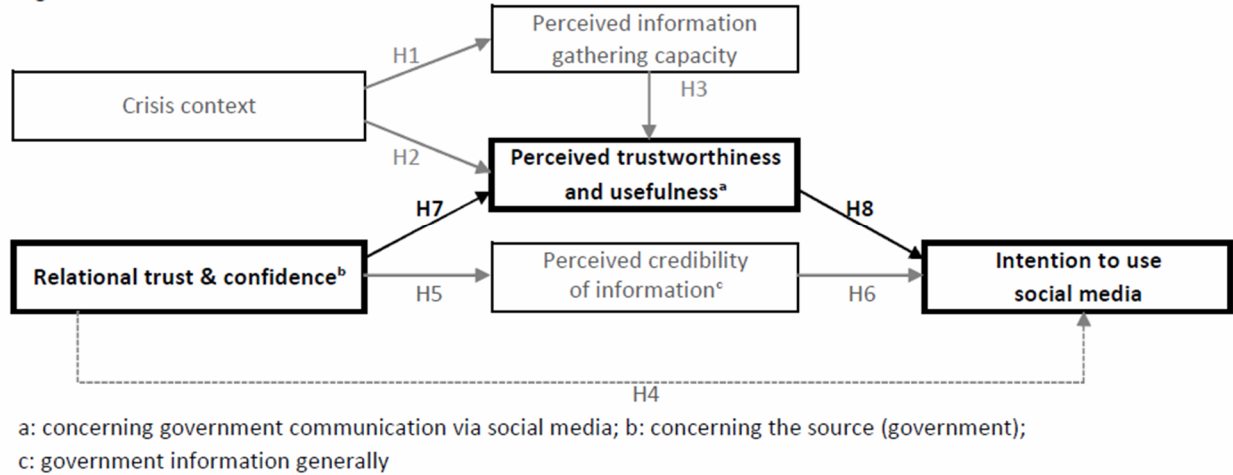 Perceived information
gathering capacity
H1
Crisis context
H3
H2
Perceived trustworthiness
and usefulnessᵃ
H7
H8
Relational trust & confidenceᵇ
H5
Perceived credibility
of informationᶜ
H6
Intention to use
social media
H4
a: concerning government communication via social media; b: concerning the source (government);
c: government information generally